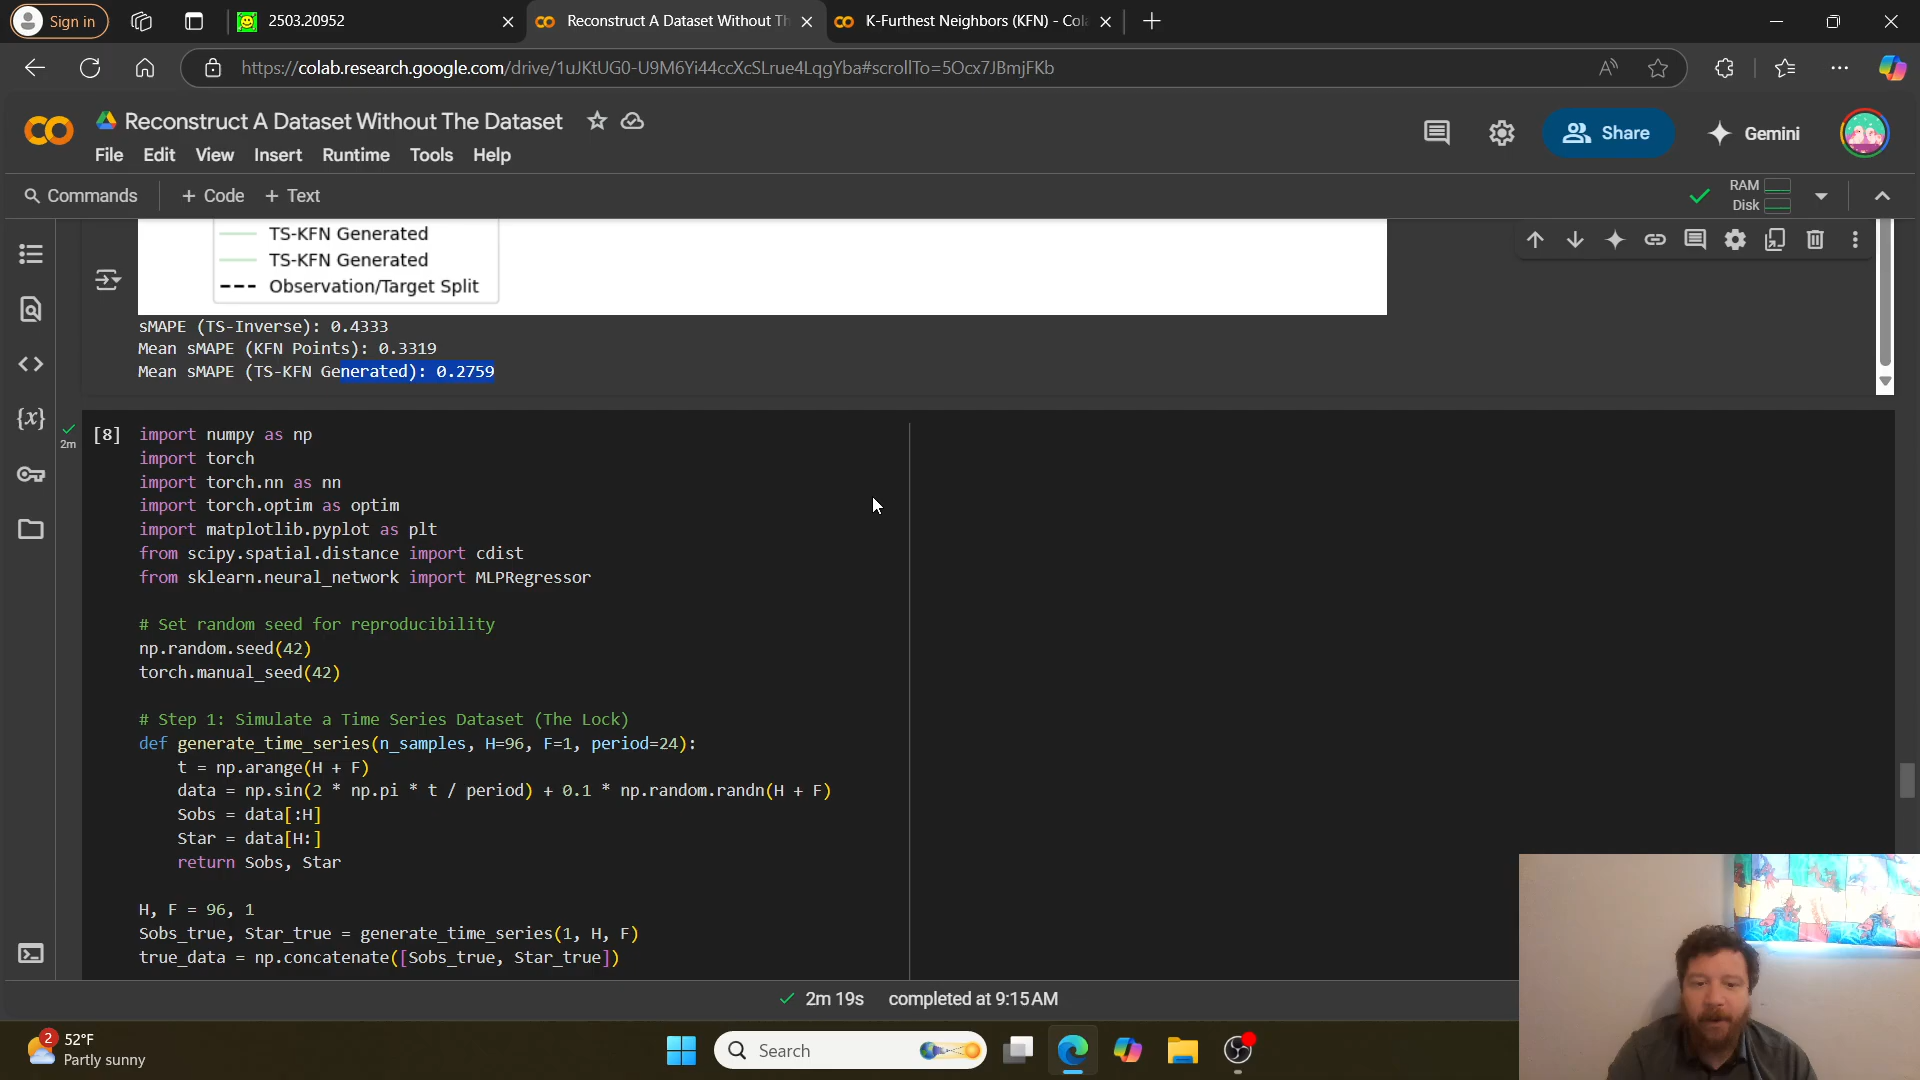 Sign in
2503.20952
Reconstruct A Dataset Without Th
K-Furthest Neighbors (KFN) - Cola
https://colab.research.google.com/drive/1uJKtUG0-U9M6Yi44ccXcSLrue4LqgYba#scrollTo=5Ocx7JBmjFKb
Reconstruct A Dataset Without The Dataset
File Edit View Insert Runtime Tools Help
Share
Gemini
Commands + Code + Text
RAM
Disk
TS-KFN Generated
TS-KFN Generated
Observation/Target Split
sMAPE (TS-Inverse): 0.4333
Mean sMAPE (KFN Points): 0.3319
Mean sMAPE (TS-KFN Generated): 0.2759
2m
[8] import numpy as np
import torch
import torch.nn as nn
import torch.optim as optim
import matplotlib.pyplot as plt
from scipy.spatial.distance import cdist
from sklearn.neural_network import MLPRegressor
# Set random seed for reproducibility
np.random.seed(42)
torch.manual_seed(42)
# Step 1: Simulate a Time Series Dataset (The Lock)
def generate_time_series(n_samples, H=96, F=1, period=24):
t = np.arange(H + F)
data = np.sin(2 * np.pi * t / period) + 0.1 * np.random.randn(H + F)
Sobs = data[:H]
Star = data[H:]
return Sobs, Star
H, F = 96, 1
Sobs_true, Star_true = generate_time_series(1, H, F)
true_data = np.concatenate([Sobs_true, Star_true])
2m 19s completed at 9:15 AM
2
52°F
Partly sunny
Search